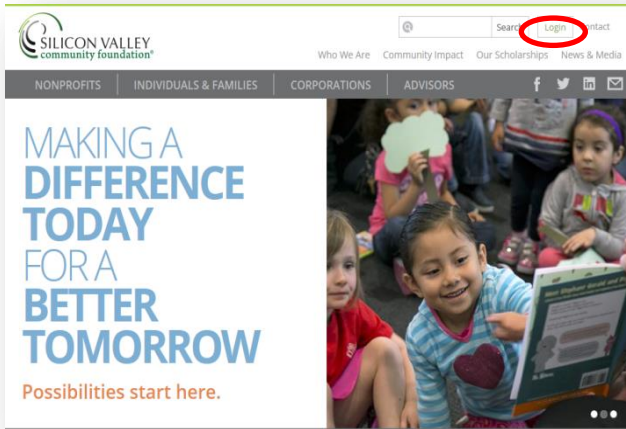 Search Login Contact
SILICON VALLEY
community foundation®
Who We Are Community Impact Our Scholarships News & Media
NONPROFITS INDIVIDUALS & FAMILIES CORPORATIONS ADVISORS
MAKING A
DIFFERENCE
TODAY
FOR A
BETTER
TOMORROW
Possibilities start here.